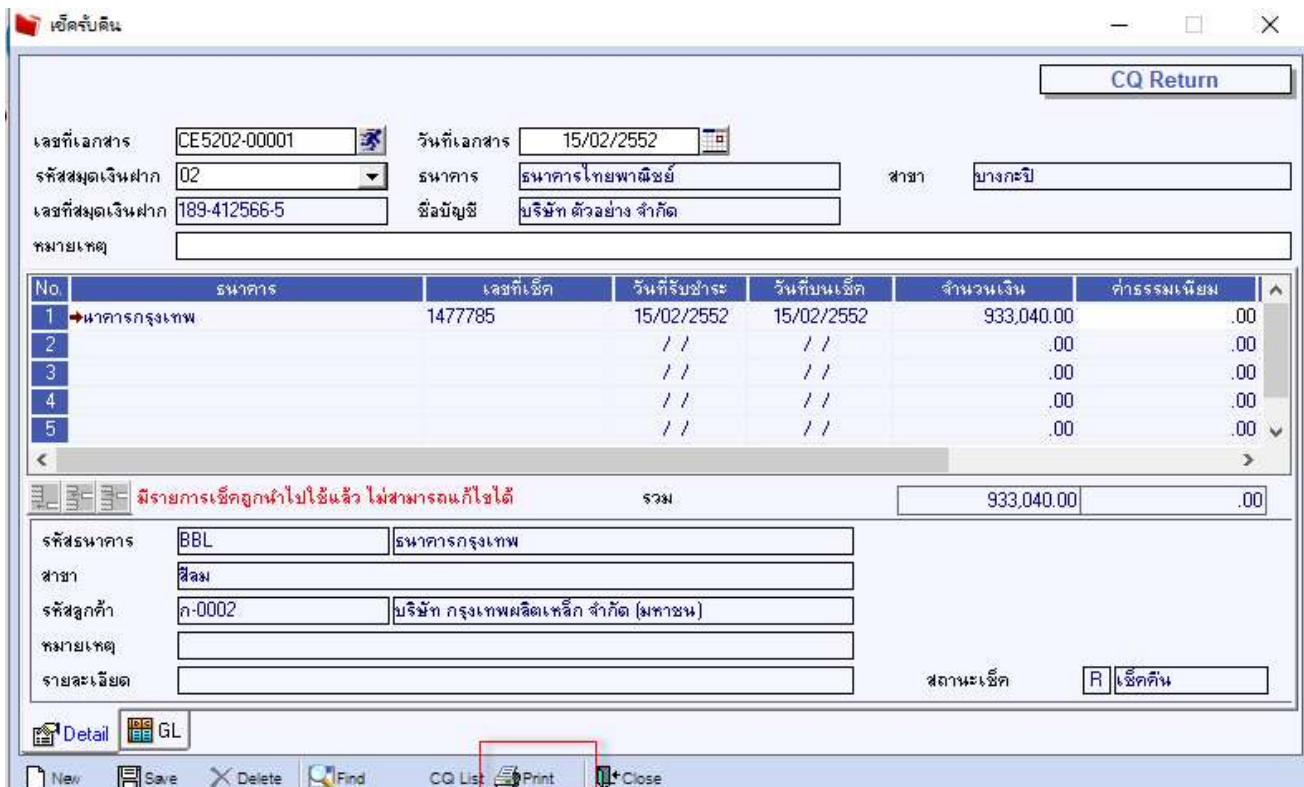 เช็ครับคืน
CQ Return
เลขที่เอกสาร CE5202-00001 วันที่เอกสาร 15/02/2552
รหัสสมุดเงินฝาก 02 ธนาคาร ธนาคารไทยพาณิชย์ สาขา บางกะปิ
เลขที่สมุดเงินฝาก 189-412566-5 ชื่อบัญชี บริษัท ตัวอย่าง จำกัด
หมายเหตุ
No. ธนาคาร เลขที่เช็ค วันที่รับชำระ วันที่บนเช็ค จำนวนเงิน ค่าธรรมเนียม
1 นาคารกรุงเทพ 1477785 15/02/2552 15/02/2552 933,040.00 .00
2 / / / / .00 .00
3 / / / / .00 .00
4 / / / / .00 .00
5 / / / / .00 .00
มีรายการเช็คถูกนำไปใช้แล้ว ไม่สามารถแก้ไขได้ รวม 933,040.00 .00
รหัสธนาคาร BBL ธนาคารกรุงเทพ
สาขา สีลม
รหัสลูกค้า ก-0002 บริษัท กรุงเทพผลิตเหล็ก จำกัด (มหาชน)
หมายเหตุ
รายละเอียด สถานะเช็ค R เช็คคืน
Detail GL
New Save Delete Find CQ List Print Close